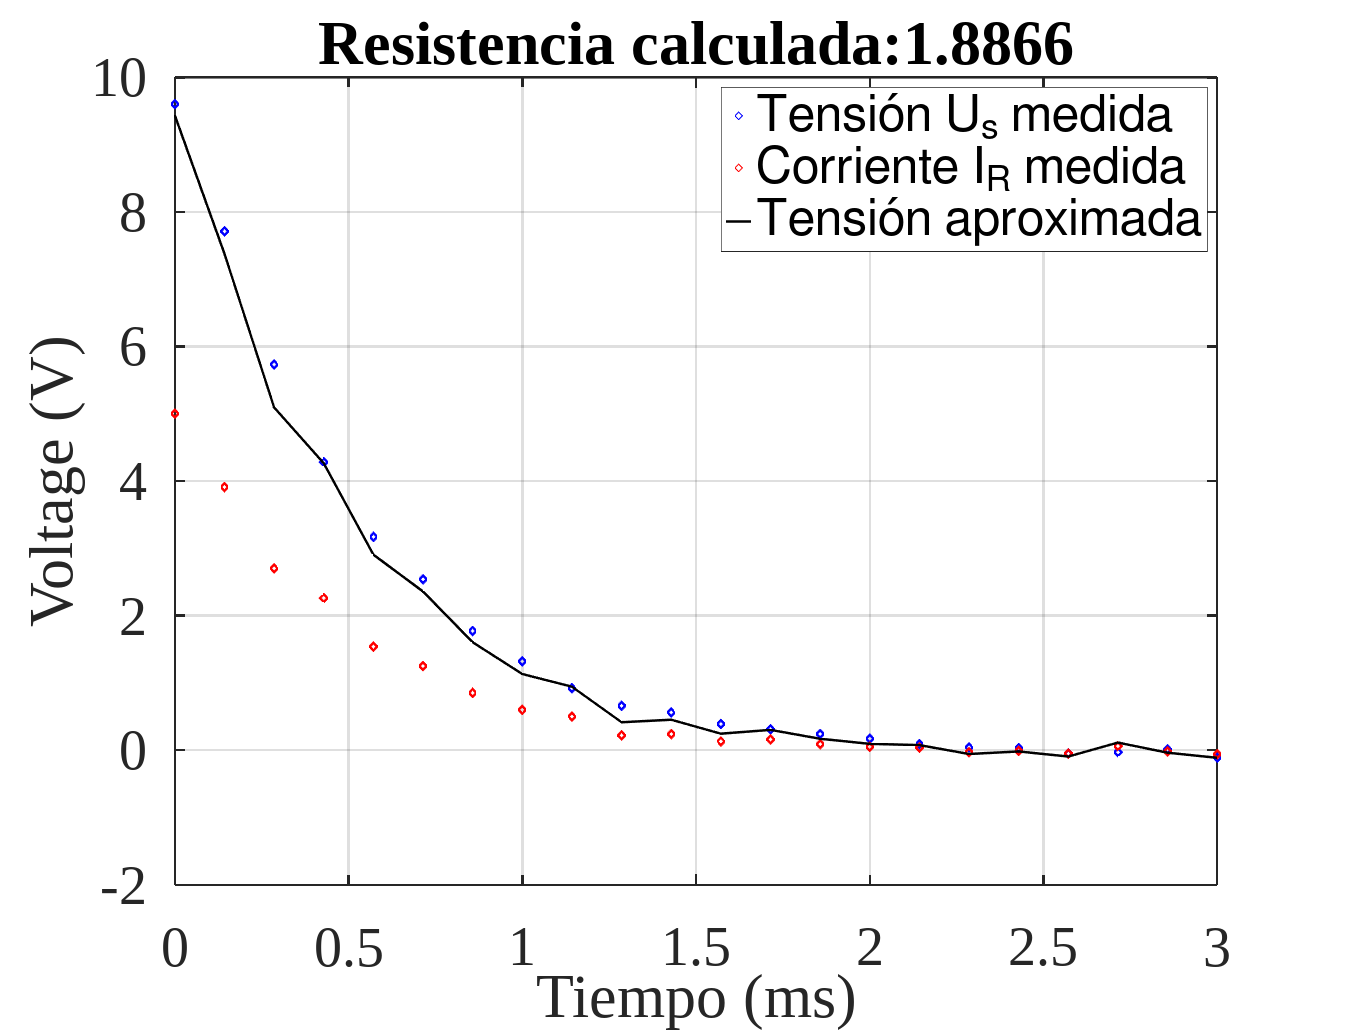 Resistencia calculada:1.8866
10
8
6
4
2
0
-2
Voltage (V)
Tensión Us medida
Corriente IR medida
Tensión aproximada
0 0.5 1 1.5 2 2.5 3
Tiempo (ms)